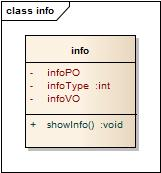 class info
info
- infoPO
- infoType :int
- infoVO
+ showInfo() :void